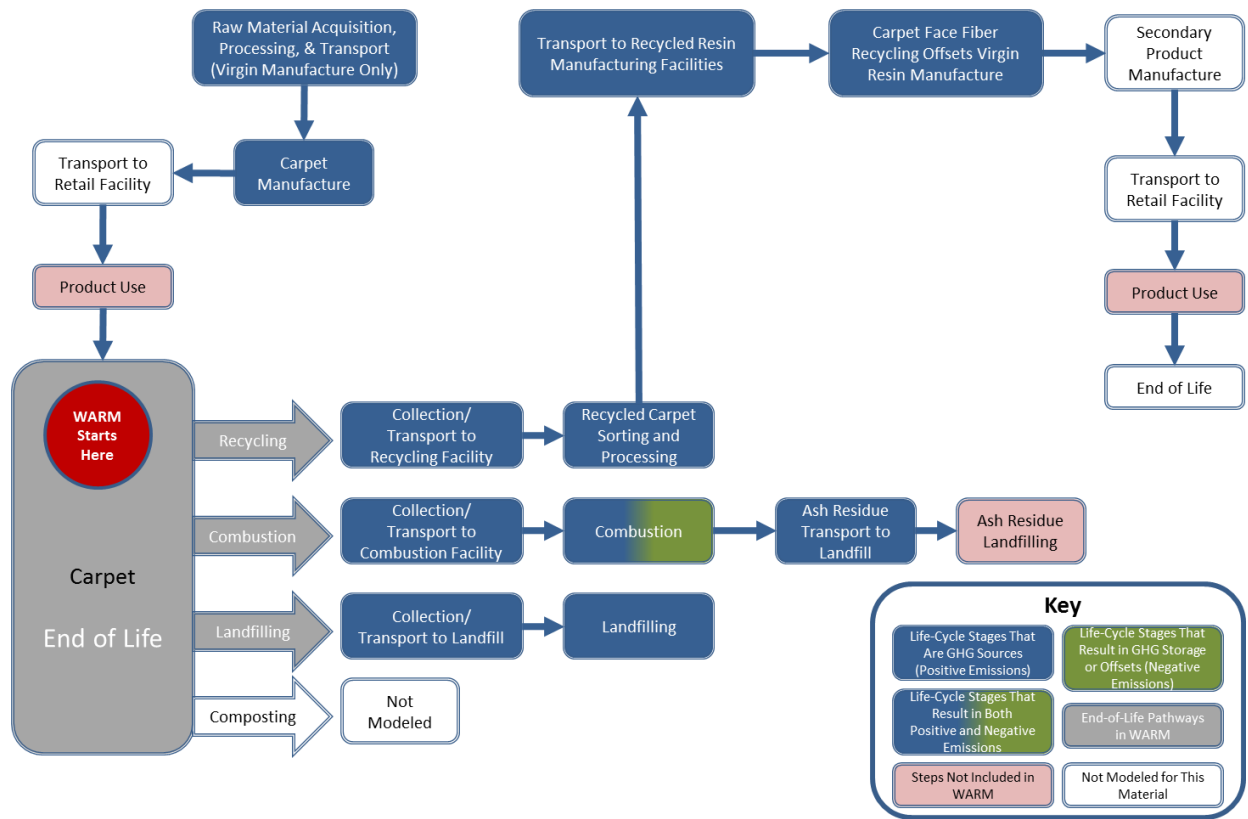 Raw Material Acquisition,
Processing, & Transport
(Virgin Manufacture Only)
Transport to Recycled Resin
Manufacturing Facilities
Carpet Face Fiber
Recycling Offsets Virgin
Resin Manufacture
Secondary
Product
Manufacture
Transport to
Retail Facility
Carpet
Manufacture
Transport to
Retail Facility
Product Use
Product Use
End of Life
WARM
Starts
Here
Carpet
End of Life
Recycling
Collection/
Transport to
Recycling Facility
Recycled Carpet
Sorting and
Processing
Combustion
Collection/
Transport to
Combustion Facility
Combustion
Ash Residue
Transport to
Landfill
Ash Residue
Landfilling
Landfilling
Collection/
Transport to Landfill
Landfilling
Composting
Not
Modeled
Key
Life-Cycle Stages That
Are GHG Sources
(Positive Emissions)
Life-Cycle Stages That
Result in GHG Storage
or Offsets (Negative
Emissions)
Life-Cycle Stages That
Result in Both
Positive and Negative
Emissions
End-of-Life Pathways
in WARM
Steps Not Included in
WARM
Not Modeled for This
Material